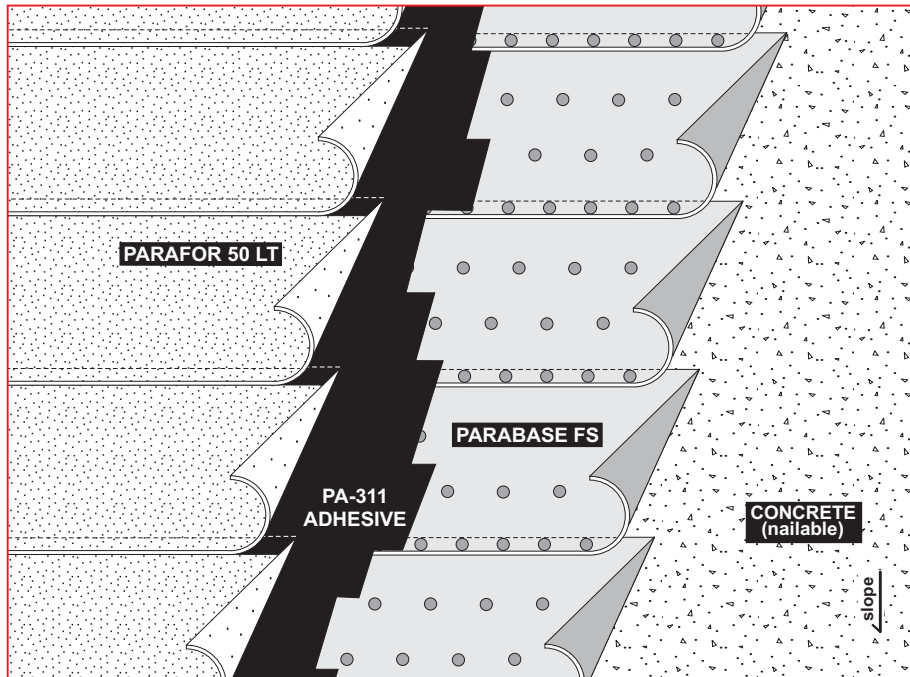 PARAFOR 50 LT
PARABASE FS
PA-311
ADHESIVE
CONCRETE
(nailable)
slope